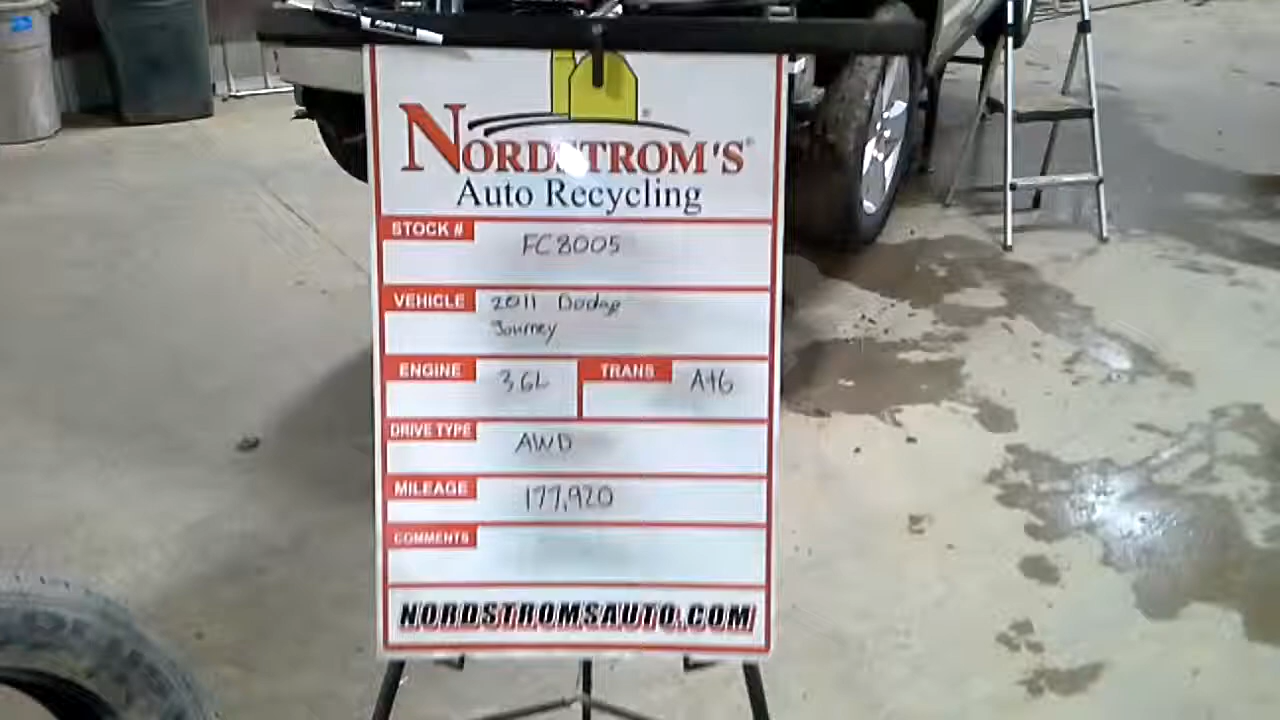 NORDSTROM'S®
Auto Recycling
STOCK # FC8005
VEHICLE 2011 Dodge
Journey
ENGINE 3.6L TRANS At6
DRIVE TYPE AWD
MILEAGE 177,920
COMMENTS
NORDSTROMSAUTO.COM